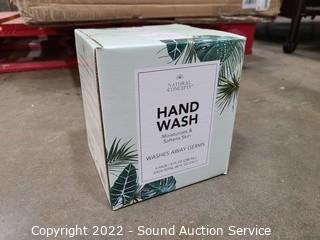 NATURAL
CONCEPTS
HAND
WASH
Moisturizes &
Softens Skin
WASHES AWAY GERMS
Copyright 2022 - Sound Auction Service